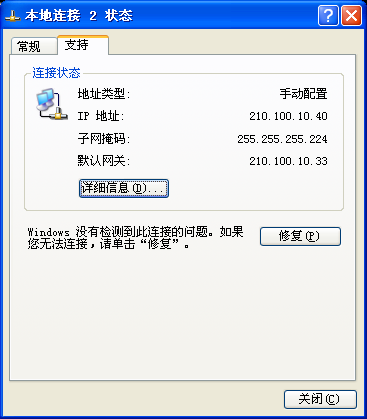 本地连接 2 状态
常规 支持
连接状态
地址类型: 手动配置
IP 地址: 210.100.10.40
子网掩码: 255.255.255.224
默认网关: 210.100.10.33
详细信息(D)...
Windows 没有检测到此连接的问题。如果
您无法连接，请单击“修复”。
修复(P)
关闭(C)